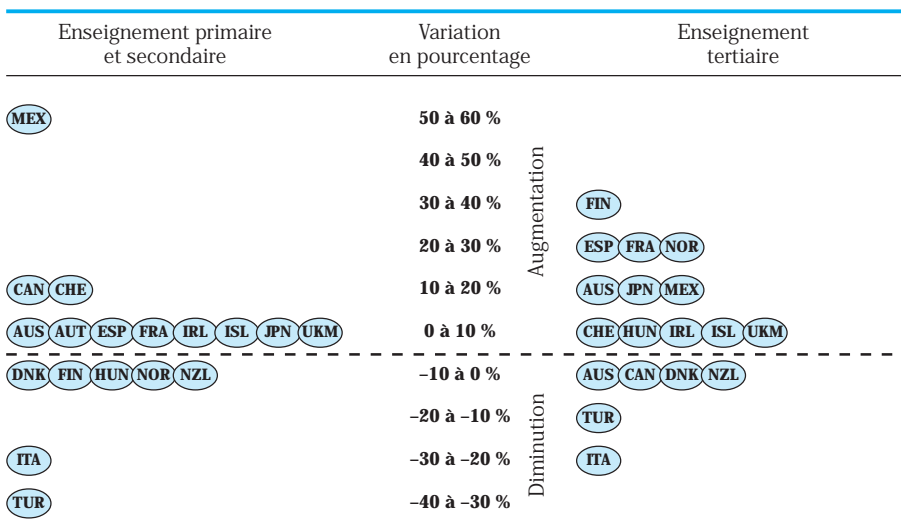 Enseignement primaire et secondaire
Variation en pourcentage
Enseignement tertiaire
MEX 50 à 60 %
40 à 50 %
30 à 40 % FIN
20 à 30 % ESP FRA NOR
Augmentation
CAN CHE 10 à 20 % AUS JPN MEX
AUS AUT ESP FRA IRL ISL JPN UKM 0 à 10 % CHE HUN IRL ISL UKM
DNK FIN HUN NOR NZL –10 à 0 % AUS CAN DNK NZL
–20 à –10 % TUR
Diminution
ITA –30 à –20 % ITA
TUR –40 à –30 %